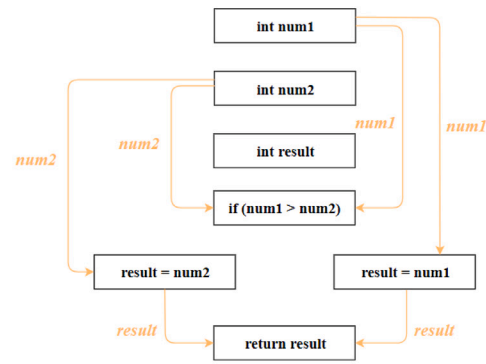 int num1
int num2
num1
num1
num2
num2
int result
if (num1 > num2)
result = num2
result = num1
result
result
return result